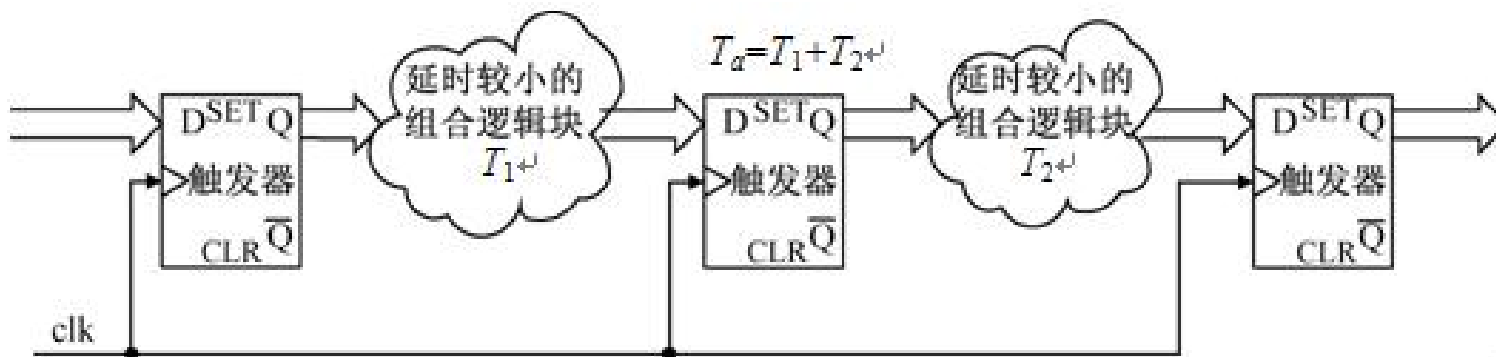 延时较小的
组合逻辑块
T₁↵
Tₐ=T₁+T₂↵
延时较小的
组合逻辑块
T₂↵
D SET Q
触发器
CLR Q̅
D SET Q
触发器
CLR Q̅
D SET Q
触发器
CLR Q̅
clk